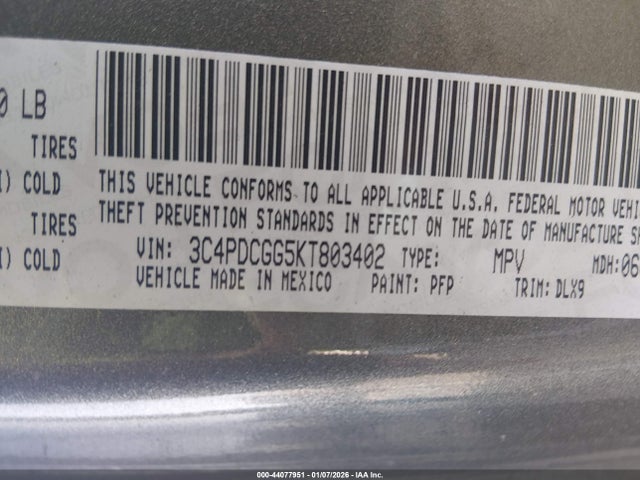 0 LB
TIRES
COLD
TIRES
COLD
THIS VEHICLE CONFORMS TO ALL APPLICABLE U.S.A. FEDERAL MOTOR
THEFT PREVENTION STANDARDS IN EFFECT ON THE DATE OF MANUFACTURE
VIN: 3C4PDCGG5KT803402 TYPE: MPV MDH:06
VEHICLE MADE IN MEXICO PAINT: PFP TRIM: DLX9
000-44077951 - 01/07/2026 - IAA Inc.